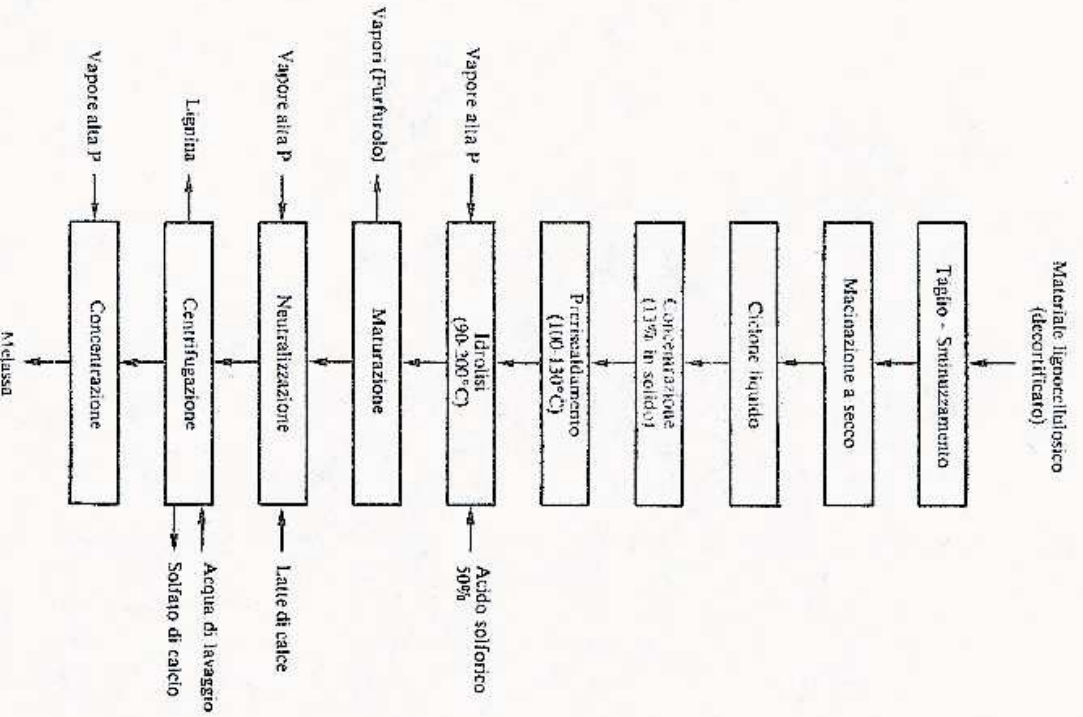 Materiale lignocellulosico
(decortificato)
Taglio - Sminuzzamento
Macinazione a secco
Ciclone liquido
Concentrazione
(13% in solido)
Preriscaldamento
(100-130°C)
Vapore alta P
Idrolisi
(90-200°C)
Acido solforico
50%
Vapori (Furfurolo)
Maturazione
Vapore alta P
Neutralizzazione
Latte di calce
Lignina
Centrifugazione
Acqua di lavaggio
Solfato di calcio
Vapore alta P
Concentrazione
Melassa